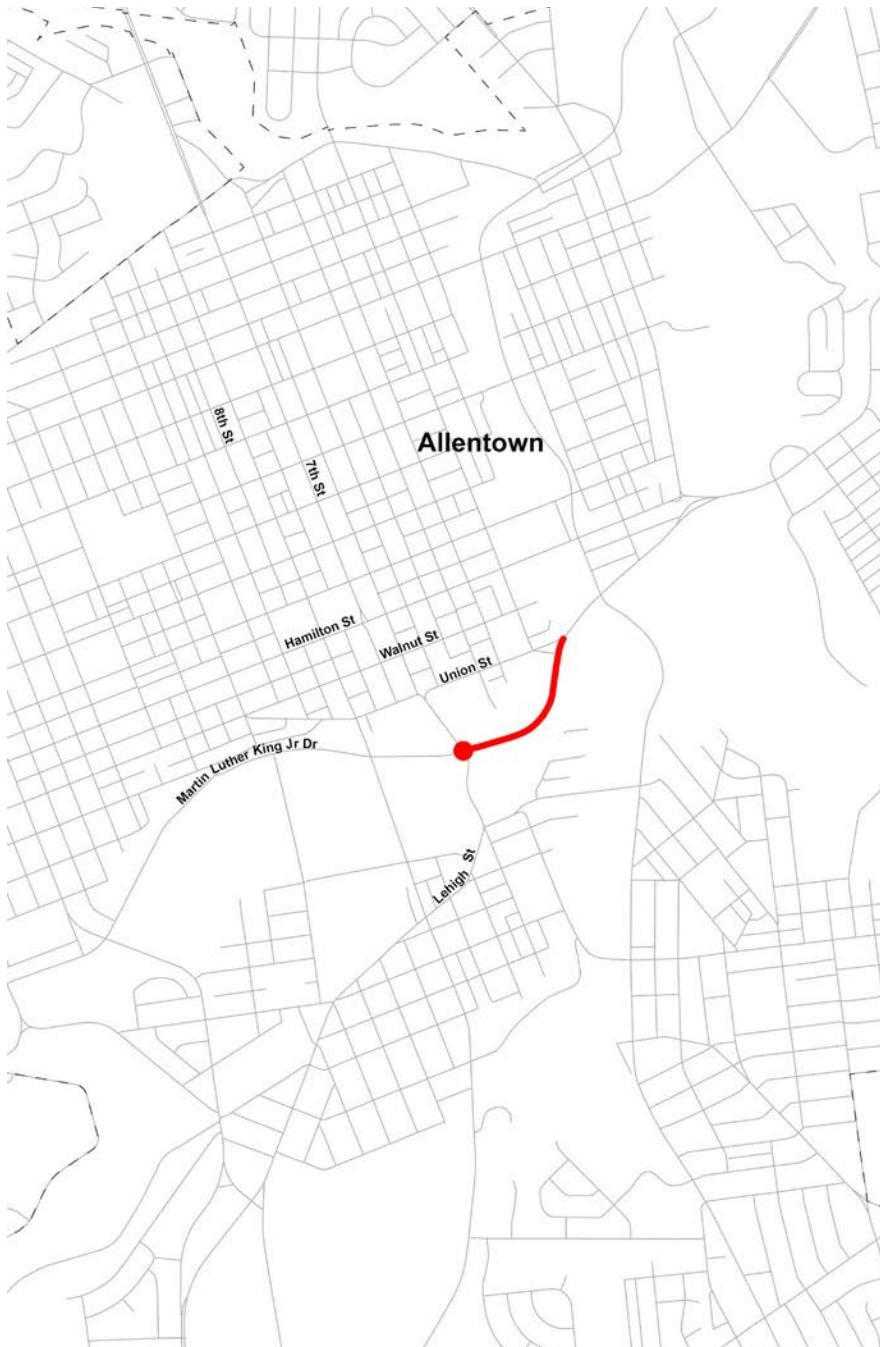 8th St
Allentown
7th St
Hamilton St
Walnut St
Union St
Martin Luther King Jr Dr
Lehigh St